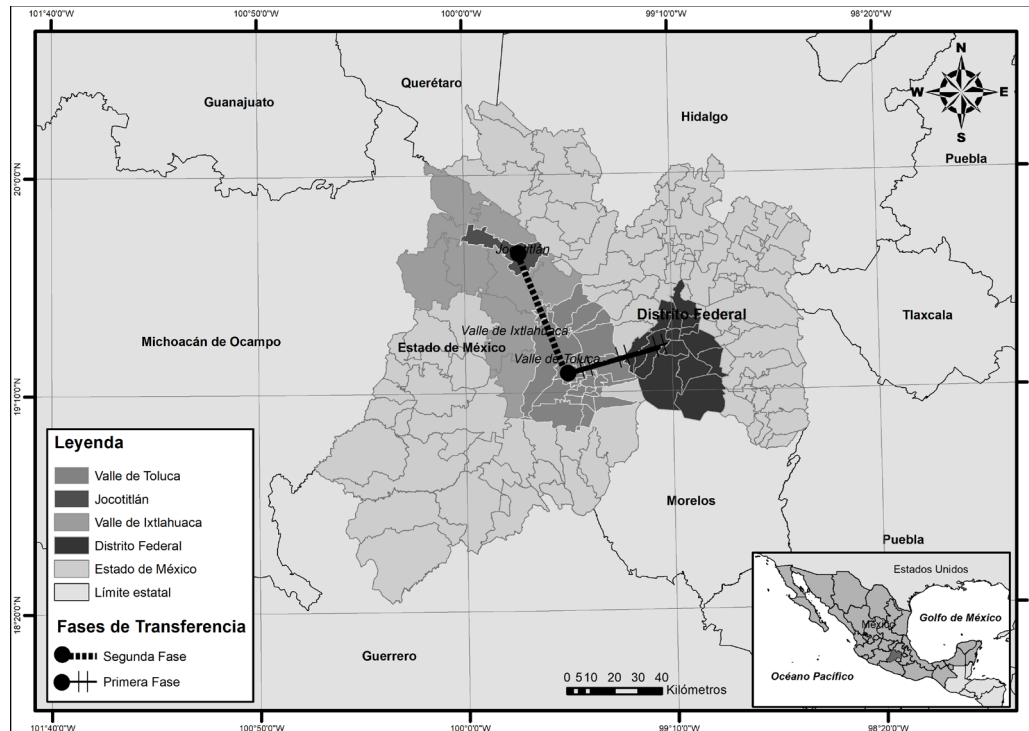 101°40'0"W
100°50'0"W
100°0'0"W
99°10'0"W
98°20'0"W
N
W
E
S
Querétaro
Guanajuato
Hidalgo
Puebla
20°0'0"N
Jocotitlán
Distrito Federal
Tlaxcala
Valle de Ixtlahuaca
Michoacán de Ocampo
Estado de México
Valle de Toluca
19°10'0"N
Leyenda
Valle de Toluca
Jocotitlán
Valle de Ixtlahuaca
Distrito Federal
Estado de México
Límite estatal
Fases de Transferencia
Segunda Fase
Primera Fase
Morelos
Puebla
Estados Unidos
México
Golfo de México
Océano Pacífico
18°20'0"N
Guerrero
0 5 10 20 30 40
Kilómetros
101°40'0"W
100°50'0"W
100°0'0"W
99°10'0"W
98°20'0"W